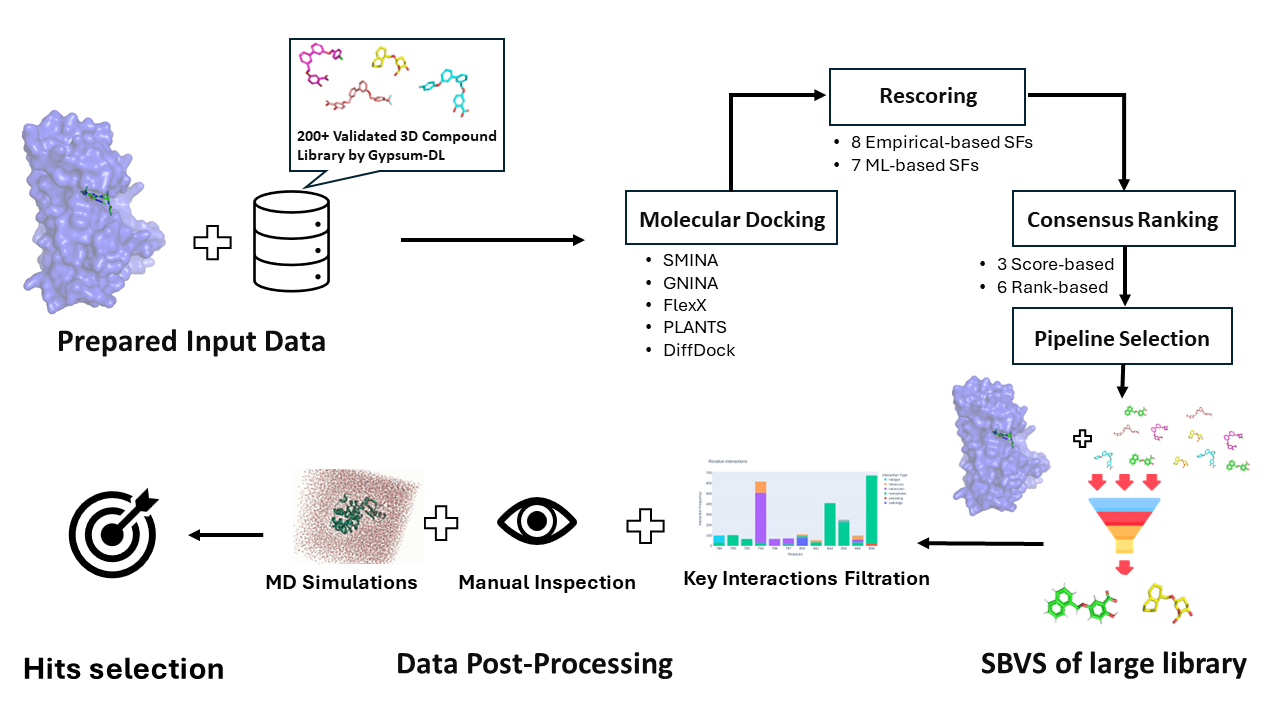 200+ Validated 3D Compound
Library by Gypsum-DL
Prepared Input Data
Molecular Docking
• SMINA
• GNINA
• FlexX
• PLANTS
• DiffDock
Rescoring
• 8 Empirical-based SFs
• 7 ML-based SFs
Consensus Ranking
• 3 Score-based
• 6 Rank-based
Pipeline Selection
SBVS of large library
Residue Interactions
Key Interactions Filtration
Manual Inspection
MD Simulations
Data Post-Processing
Hits selection